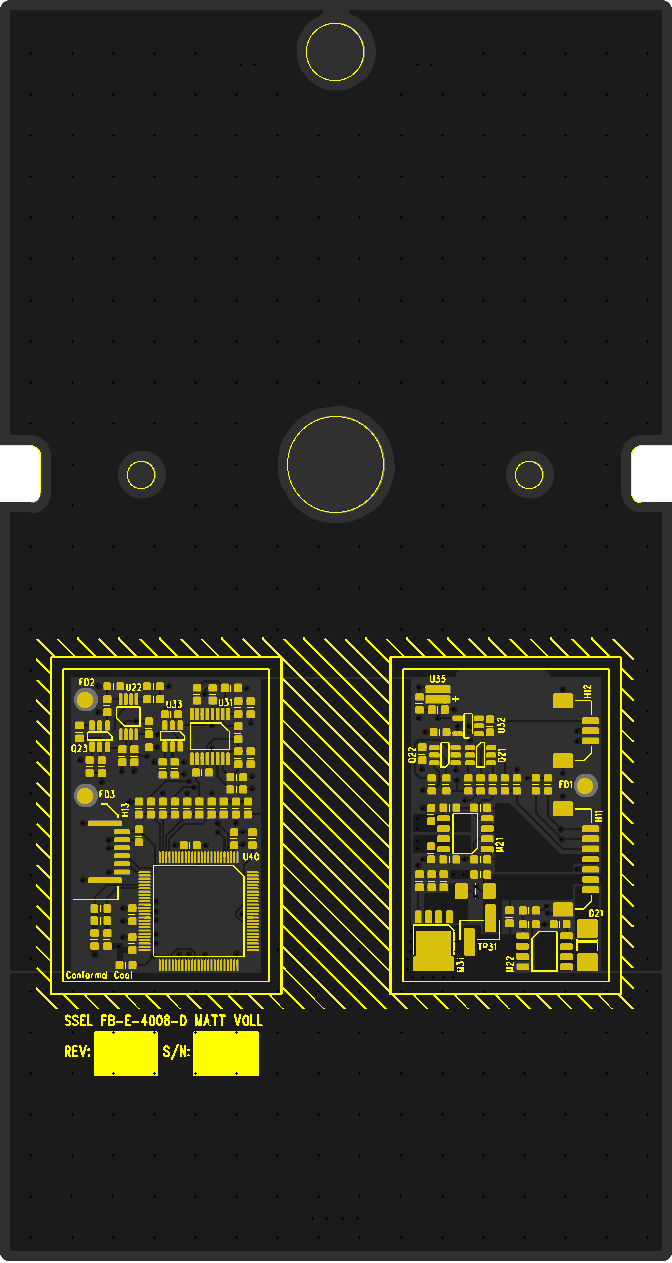 FD2
U22
U33
U31
Q23
FD3
H13
U40
Conformal Coat
U35
+
H12
U32
Q22
Q21
FD1
H11
M21
D21
TP31
U31
M22
SSEL FB-E-4008-D MATT VOLL
REV:
S/N: